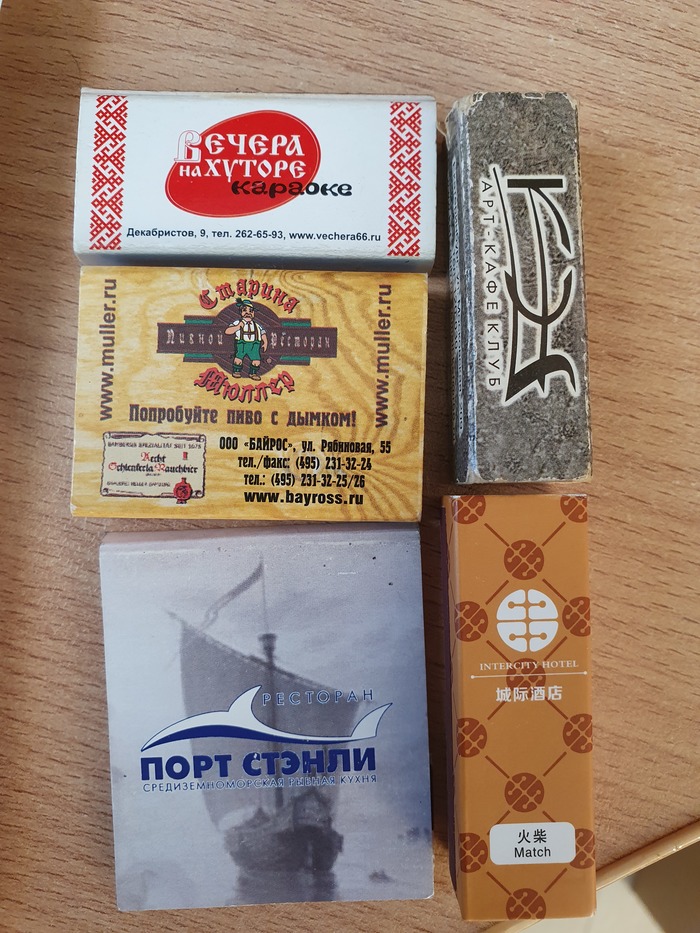 ВЕЧЕРА
НА ХУТОРЕ
караоке
Декабристов, 9, тел. 262-65-93, www.vechera66.ru
www.muller.ru
Старина
Пивной Ресторан
Мюллер
www.muller.ru
Попробуйте пиво с дымком!
Aecht
Schlenkerla Rauchbier
ООО «БАЙРОС», ул. Рябиновая, 55
тел./факс: (495) 231-32-24
тел.: (495) 231-32-25/26
www.bayross.ru
РЕСТОРАН
ПОРТ СТЭНЛИ
СРЕДИЗЕМНОМОРСКАЯ РЫБНАЯ КУХНЯ
АРТ-КАФЕ КЛУБ
INTERCITY HOTEL
城际酒店
火柴
Match